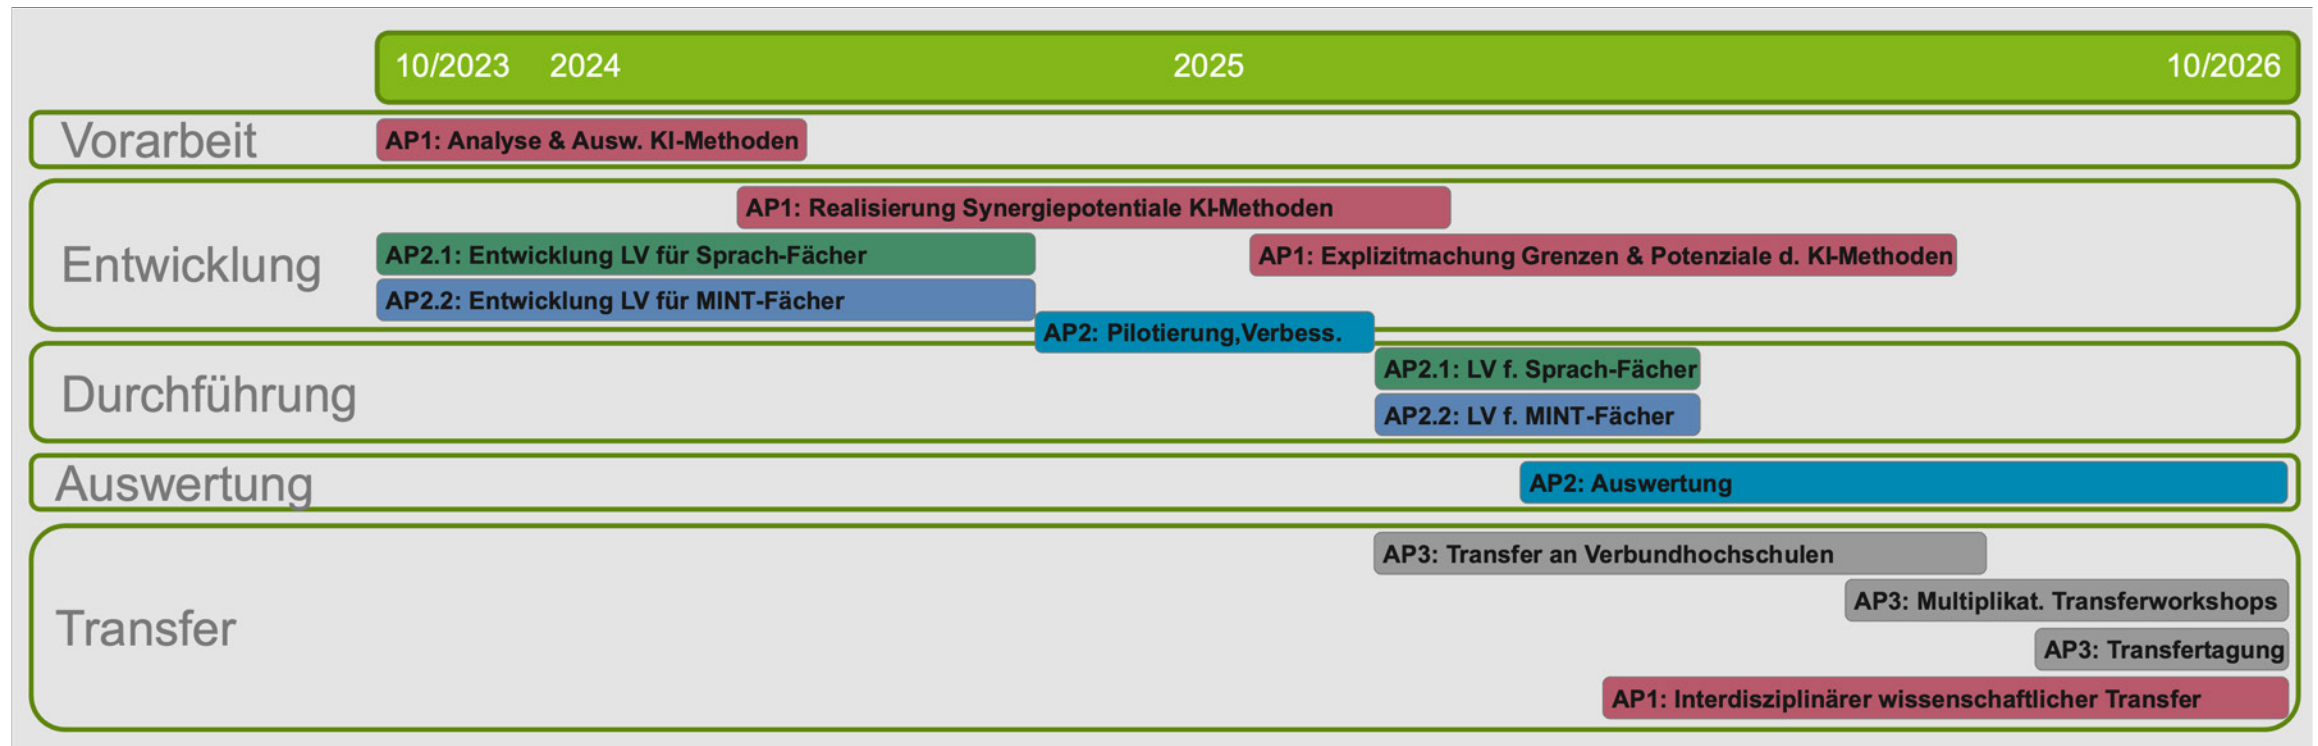 10/2023 2024 2025 10/2026
Vorarbeit
AP1: Analyse & Ausw. KI-Methoden
Entwicklung
AP1: Realisierung Synergiepotentiale KI-Methoden
AP2.1: Entwicklung LV für Sprach-Fächer
AP1: Explizitmachung Grenzen & Potenziale d. KI-Methoden
AP2.2: Entwicklung LV für MINT-Fächer
AP2: Pilotierung,Verbess.
Durchführung
AP2.1: LV f. Sprach-Fächer
AP2.2: LV f. MINT-Fächer
Auswertung
AP2: Auswertung
Transfer
AP3: Transfer an Verbundhochschulen
AP3: Multiplikat. Transferworkshops
AP3: Transfertagung
AP1: Interdisziplinärer wissenschaftlicher Transfer